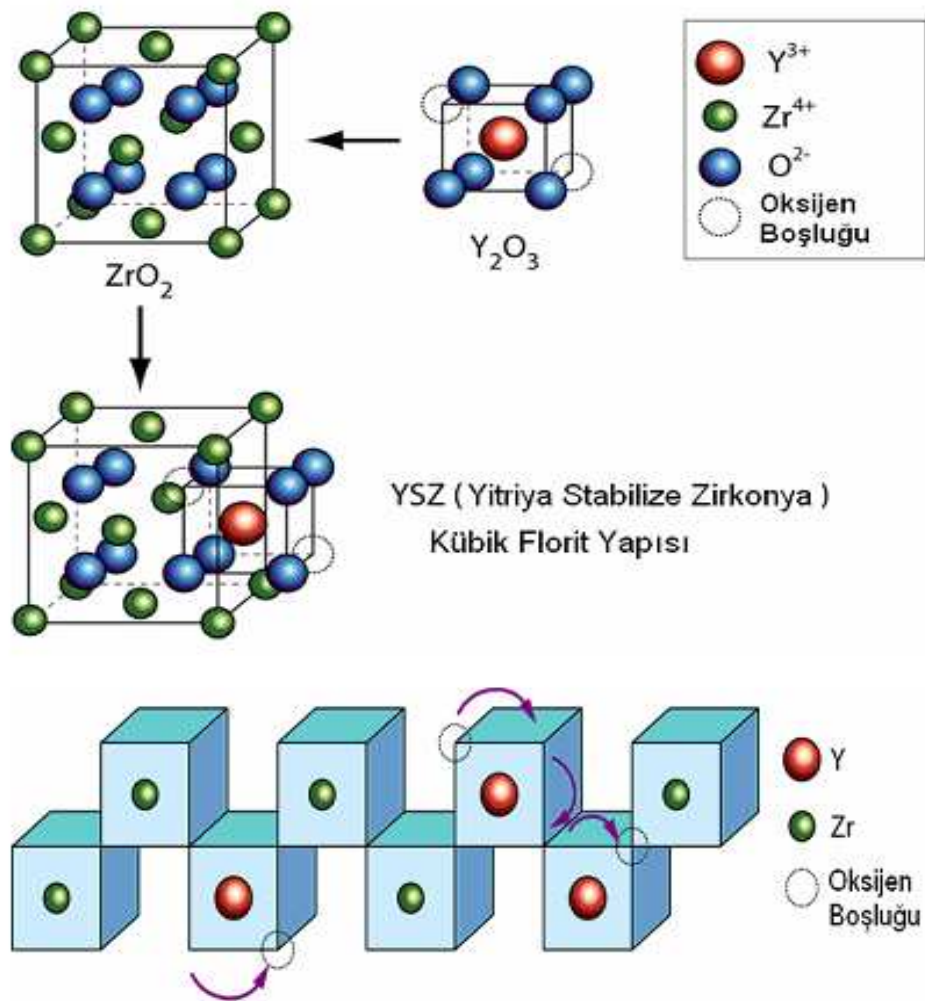 Y³⁺
Zr⁴⁺
O²⁻
Oksijen
Boşluğu
ZrO₂
Y₂O₃
YSZ ( Yitriya Stabilize Zirkonya )
Kübik Florit Yapısı
Y
Zr
Oksijen
Boşluğu